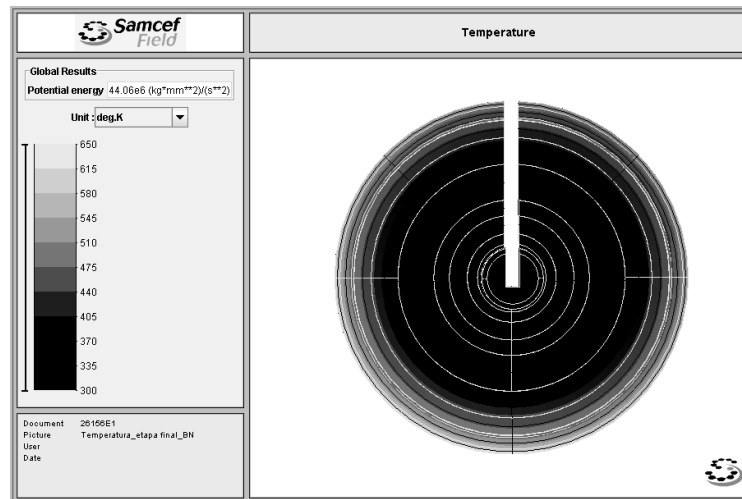 Samcef
Field
Temperature
Global Results
Potential energy 44.06e6 (kg*mm**2)/(s**2)
Unit : deg.K
650
615
580
545
510
475
440
405
370
335
300
Document 26156E1
Picture Temperatura_etapa final_BN
User
Date